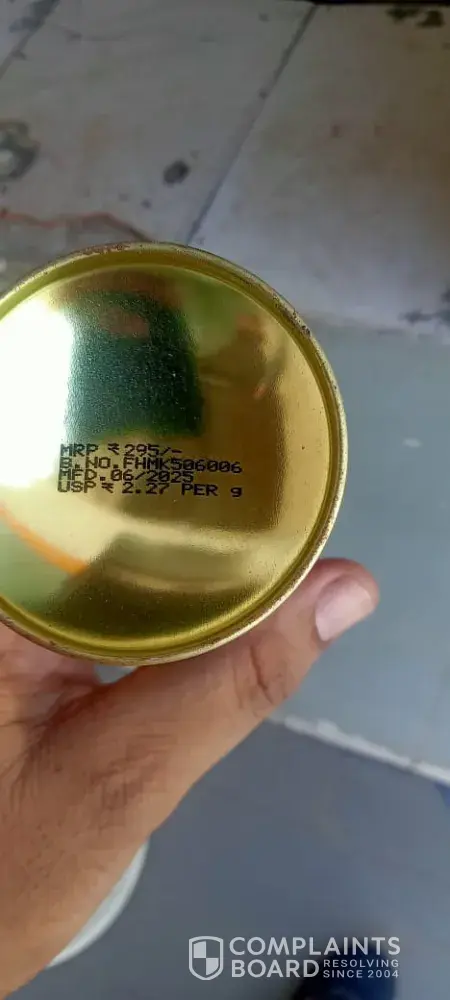 MRP ₹295/-
B.NO.FHMK506006
MFD.06/2025
USP ₹ 2.27 PER g
COMPLAINTS
BOARD RESOLVING
SINCE 2004